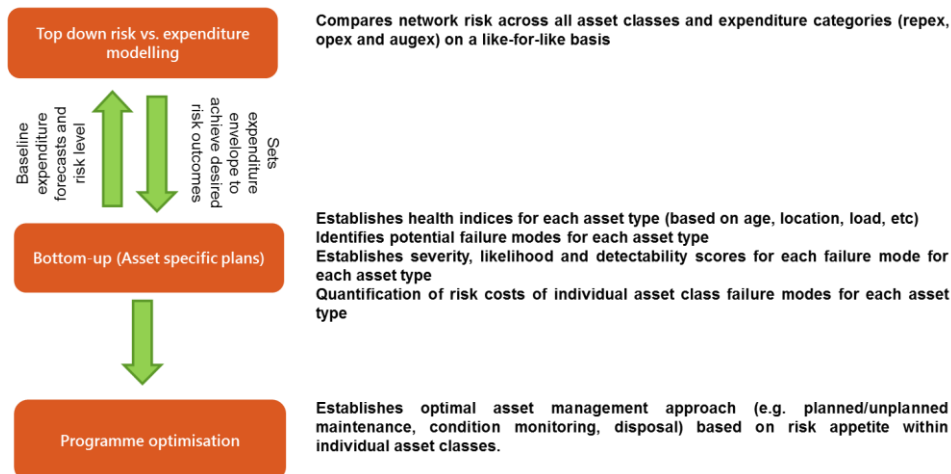 Top down risk vs. expenditure
modelling
Compares network risk across all asset classes and expenditure categories (repex,
opex and augex) on a like-for-like basis
Baseline
expenditure
forecasts and
risk level
Sets
expenditure
envelope to
achieve desired
risk outcomes
Bottom-up (Asset specific plans)
Establishes health indices for each asset type (based on age, location, load, etc)
Identifies potential failure modes for each asset type
Establishes severity, likelihood and detectability scores for each failure mode for
each asset type
Quantification of risk costs of individual asset class failure modes for each asset
type
Programme optimisation
Establishes optimal asset management approach (e.g. planned/unplanned
maintenance, condition monitoring, disposal) based on risk appetite within
individual asset classes.